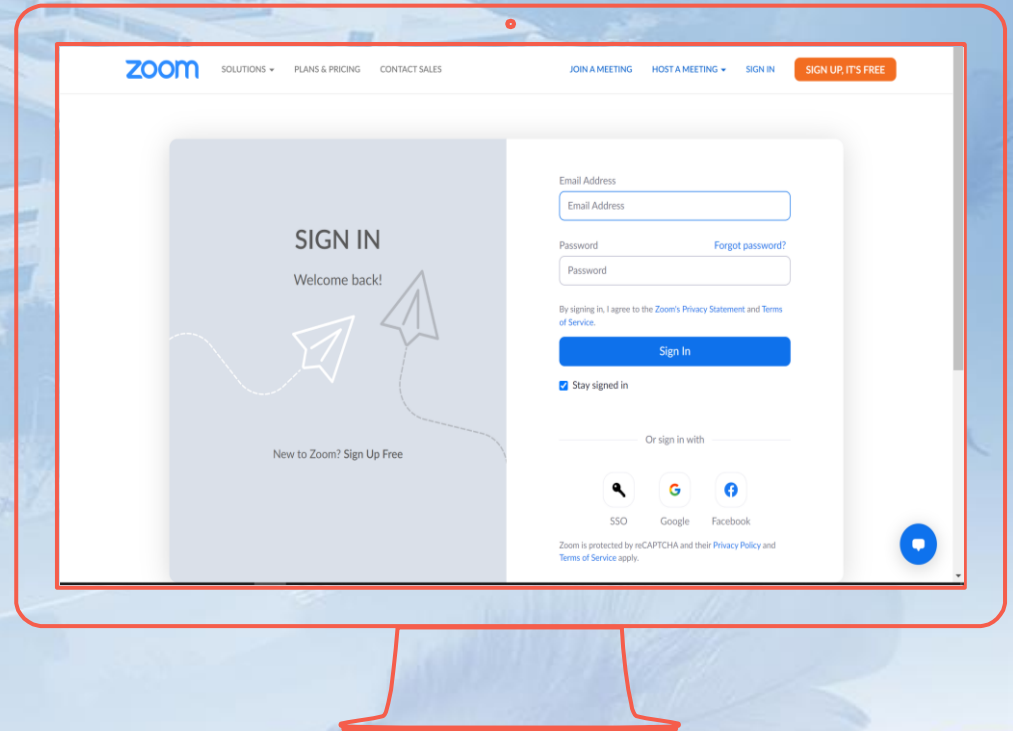 zoom
SOLUTIONS
PLANS & PRICING
CONTACT SALES
JOIN A MEETING
HOST A MEETING
SIGN IN
SIGN UP, IT'S FREE
SIGN IN
Welcome back!
New to Zoom? Sign Up Free
Email Address
Email Address
Password
Forgot password?
Password
By signing in, I agree to the Zoom's Privacy Statement and Terms
of Service.
Sign In
Stay signed in
Or sign in with
SSO
Google
Facebook
Zoom is protected by reCAPTCHA and their Privacy Policy and
Terms of Service apply.